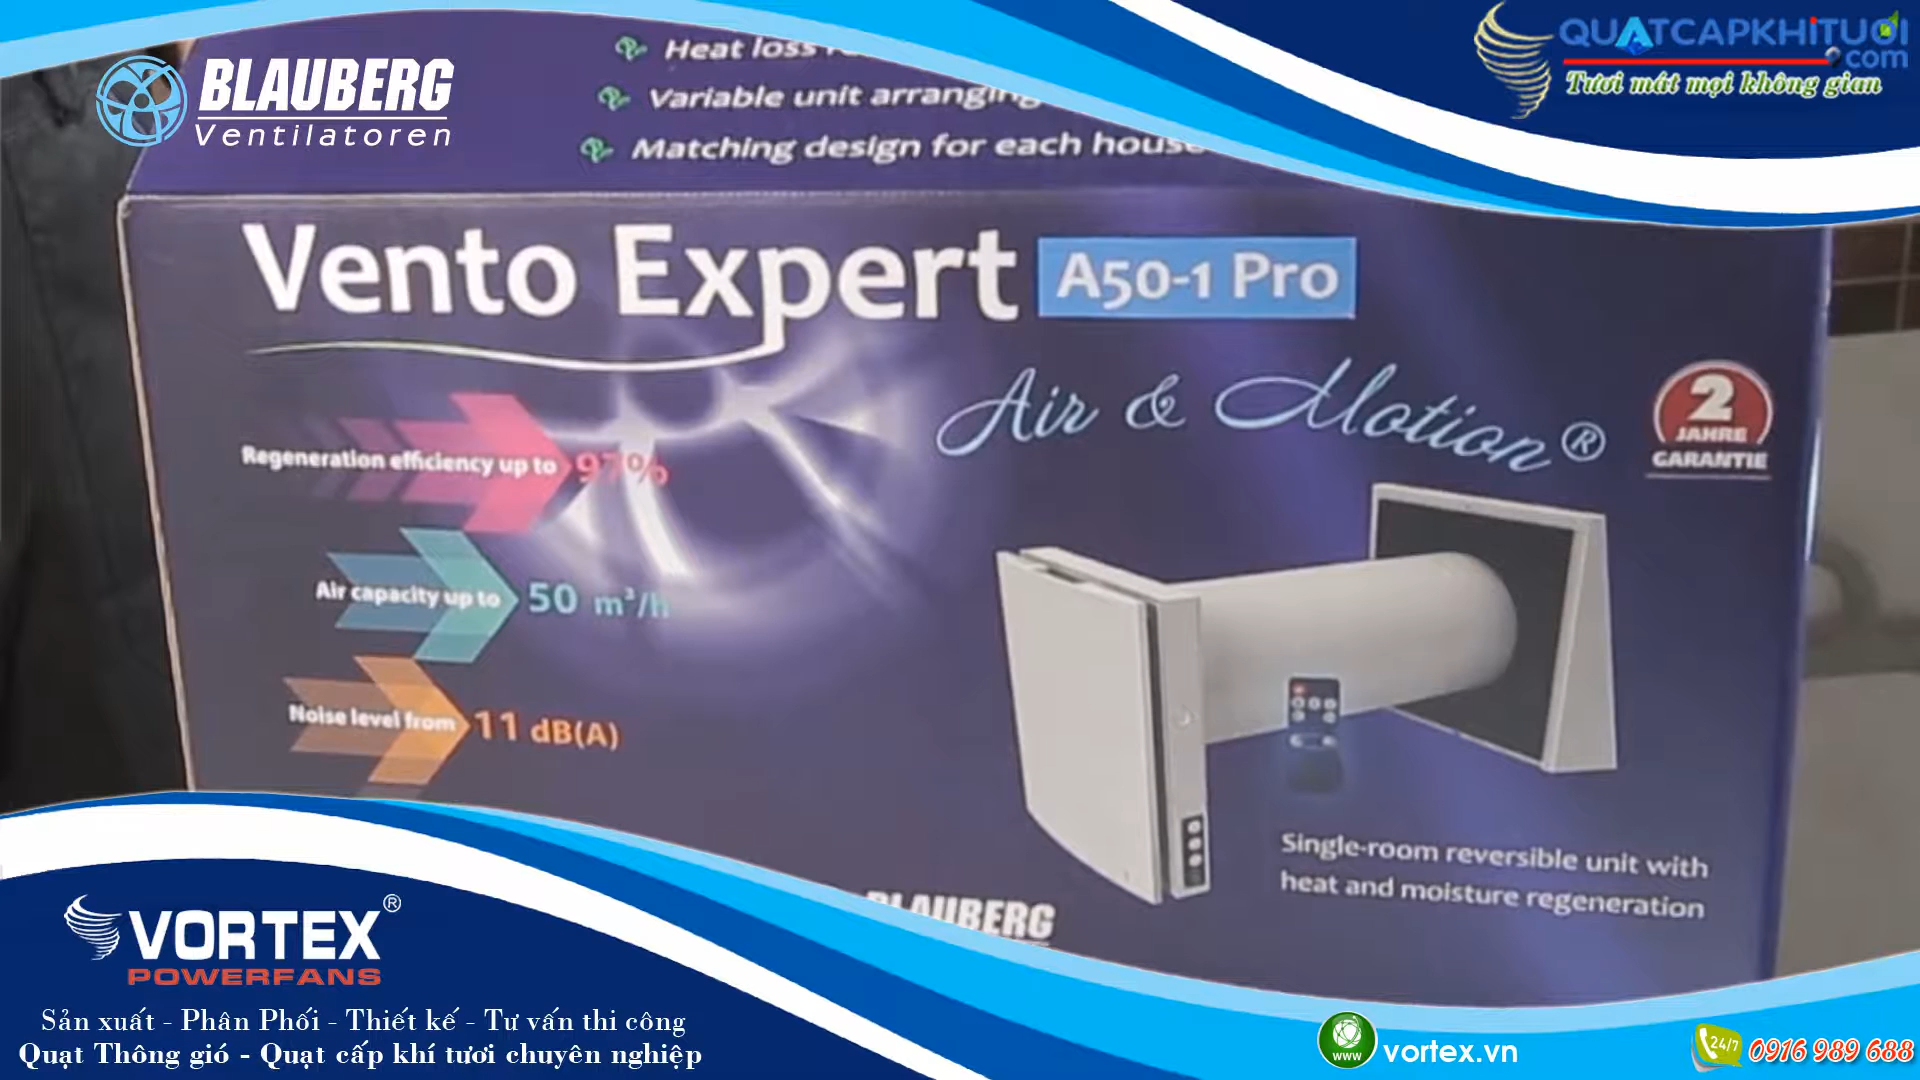 BLAUBERG
Ventilatoren
QUATCAPKHITUOI
.com
Tươi mát mọi không gian
Heat loss
Variable unit arranging
Matching design for each house
Vento Expert A50-1 Pro
Air & Motion®
2
JAHRE
GARANTIE
Regeneration efficiency up to 97%
Air capacity up to 50 m³/h
Noise level from 11 dB(A)
Single-room reversible unit with
heat and moisture regeneration
BLAUBERG
VORTEX®
POWERFANS
Sản xuất - Phân Phối - Thiết kế - Tư vấn thi công
Quạt Thông gió - Quạt cấp khí tươi chuyên nghiệp
www vortex.vn
24/7 0916 989 688